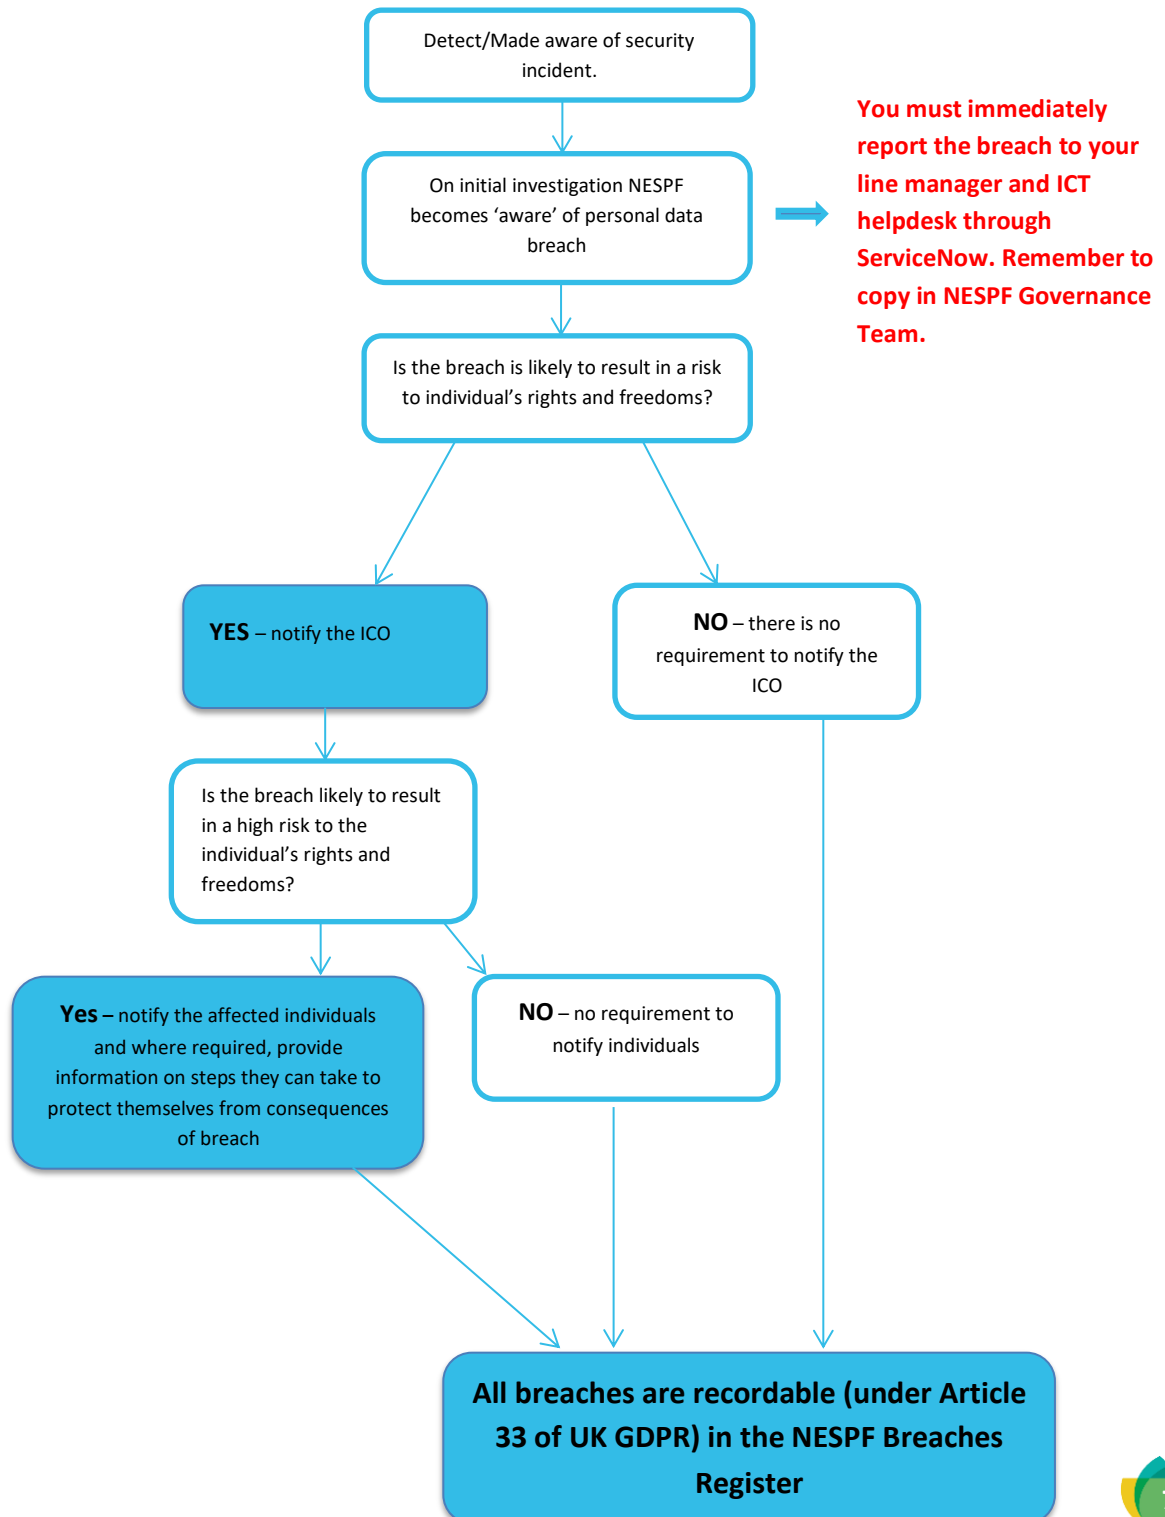 Detect/Made aware of security
incident.
You must immediately
report the breach to your
line manager and ICT
helpdesk through
ServiceNow. Remember to
copy in NESPF Governance
Team.
On initial investigation NESPF
becomes ‘aware’ of personal data
breach
Is the breach is likely to result in a risk
to individual’s rights and freedoms?
YES – notify the ICO
NO – there is no
requirement to notify the
ICO
Is the breach likely to result
in a high risk to the
individual’s rights and
freedoms?
Yes – notify the affected individuals
and where required, provide
information on steps they can take to
protect themselves from consequences
of breach
NO – no requirement to
notify individuals
All breaches are recordable (under Article
33 of UK GDPR) in the NESPF Breaches
Register